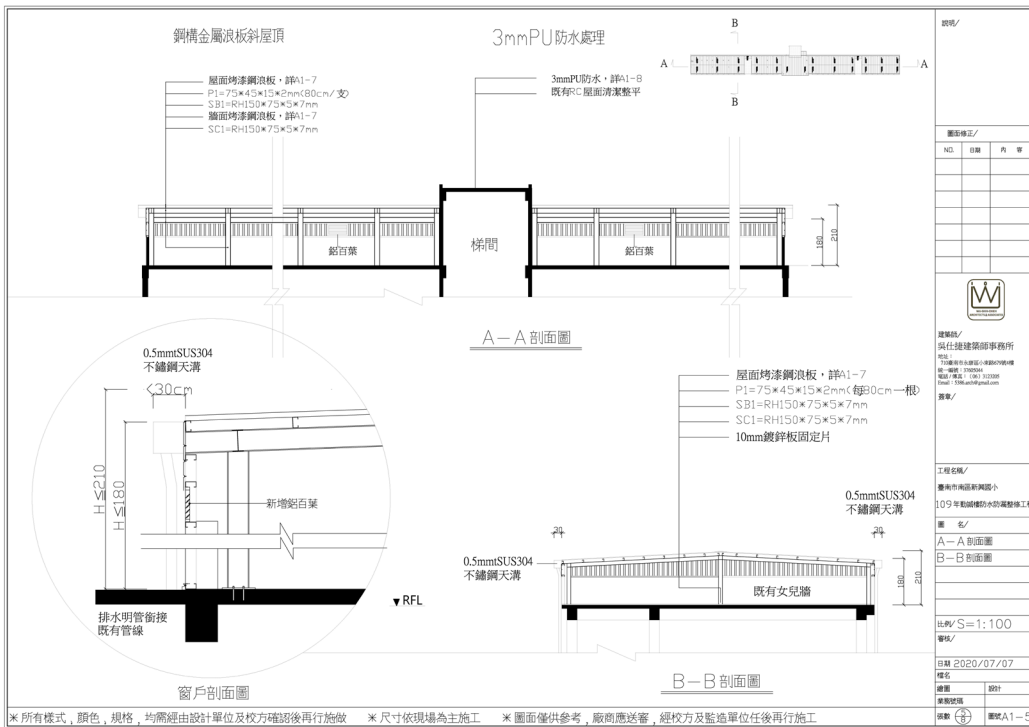 鋼構金屬浪板斜屋頂
屋面烤漆鋼浪板，詳A1-7
P1=75*45*15*2mm(80cm/支)
SB1=RH150*75*5*7mm
牆面烤漆鋼浪板，詳A1-7
SC1=RH150*75*5*7mm
3mmPU防水處理
3mmPU防水，詳A1-8
既有RC屋面清潔整平
B
A
A
B
鋁百葉
梯間
鋁百葉
180
210
A－A剖面圖
0.5mmtSUS304
不鏽鋼天溝
<30cm
H≦210
H≦180
新增鋁百葉
排水明管銜接
既有管線
▼RFL
窗戶剖面圖
屋面烤漆鋼浪板，詳A1-7
P1=75*45*15*2mm(每80cm一根)
SB1=RH150*75*5*7mm
SC1=RH150*75*5*7mm
10mm鍍鋅板固定片
0.5mmtSUS304
不鏽鋼天溝
30
30
0.5mmtSUS304
不鏽鋼天溝
既有女兒牆
180
210
B－B剖面圖
*所有樣式，顏色，規格，均需經由設計單位及校方確認後再行施做 *尺寸依現場為主施工 *圖面僅供參考，廠商應送審，經校方及監造單位任後再行施工
說明/
圖面修正/
NO. 日期 內 容
建築師/
吳仕捷建築師事務所
地址：
Email：
簽章/
工程名稱/
臺南市南區新興國小
圖 名/
A－A剖面圖
B－B剖面圖
比例/ S=1:100
審核/
日期 2020/07/07
檔名
繪圖 設計
業務號碼
張數 圖號A1-